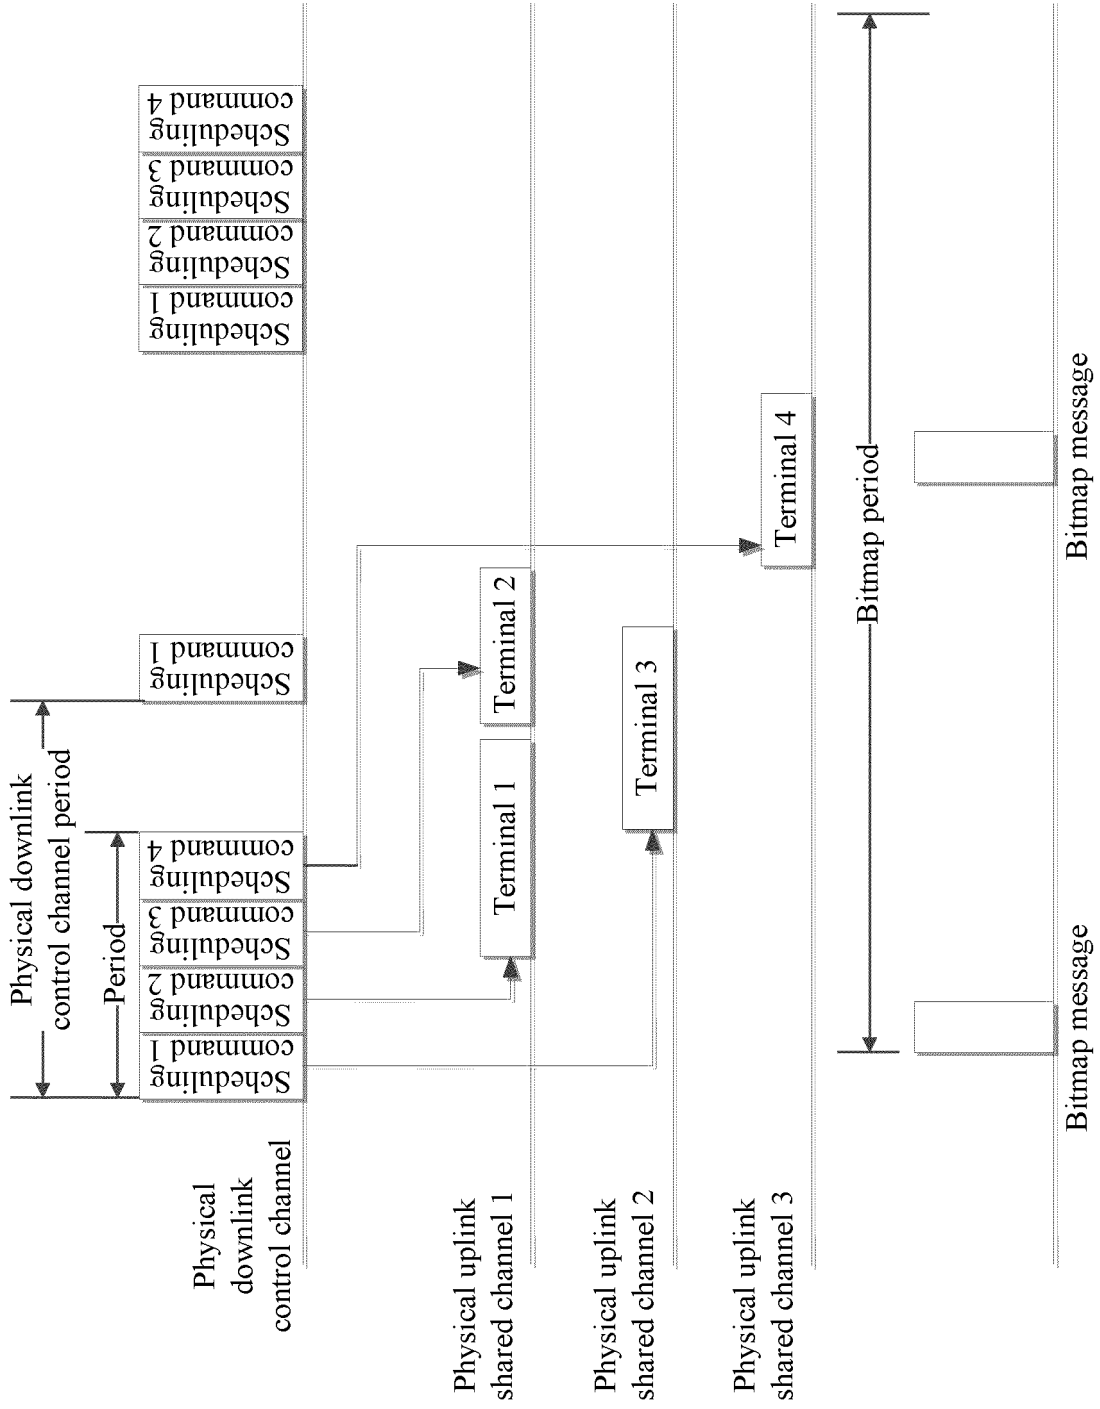 Physical downlink
control channel period
Period
Physical
downlink
control channel
Scheduling
command 1
Scheduling
command 2
Scheduling
command 3
Scheduling
command 4
Scheduling
command 1
Scheduling
command 1
Scheduling
command 2
Scheduling
command 3
Scheduling
command 4
Physical uplink
shared channel 1
Terminal 1
Terminal 2
Physical uplink
shared channel 2
Terminal 3
Physical uplink
shared channel 3
Terminal 4
Bitmap period
Bitmap message
Bitmap message